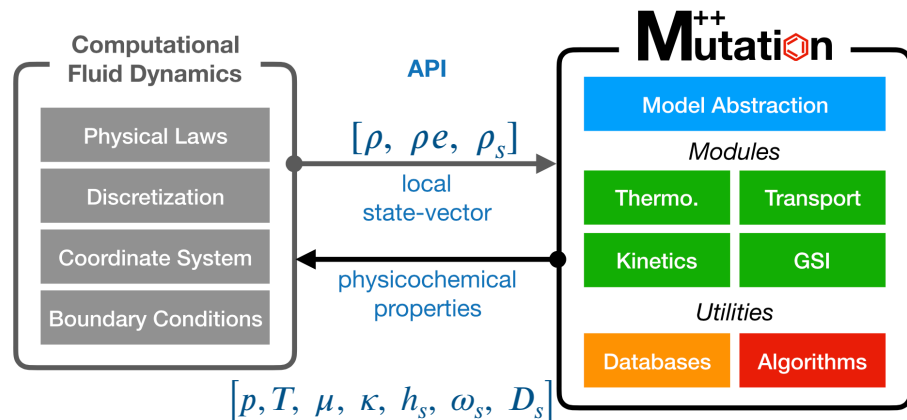 Computational
Fluid Dynamics
Physical Laws
Discretization
Coordinate System
Boundary Conditions
API
[ρ, ρe, ρₛ]
local
state-vector
physicochemical
properties
[p, T, μ, κ, hₛ, ωₛ, Dₛ]
Mutation++
Model Abstraction
Modules
Thermo.
Transport
Kinetics
GSI
Utilities
Databases
Algorithms